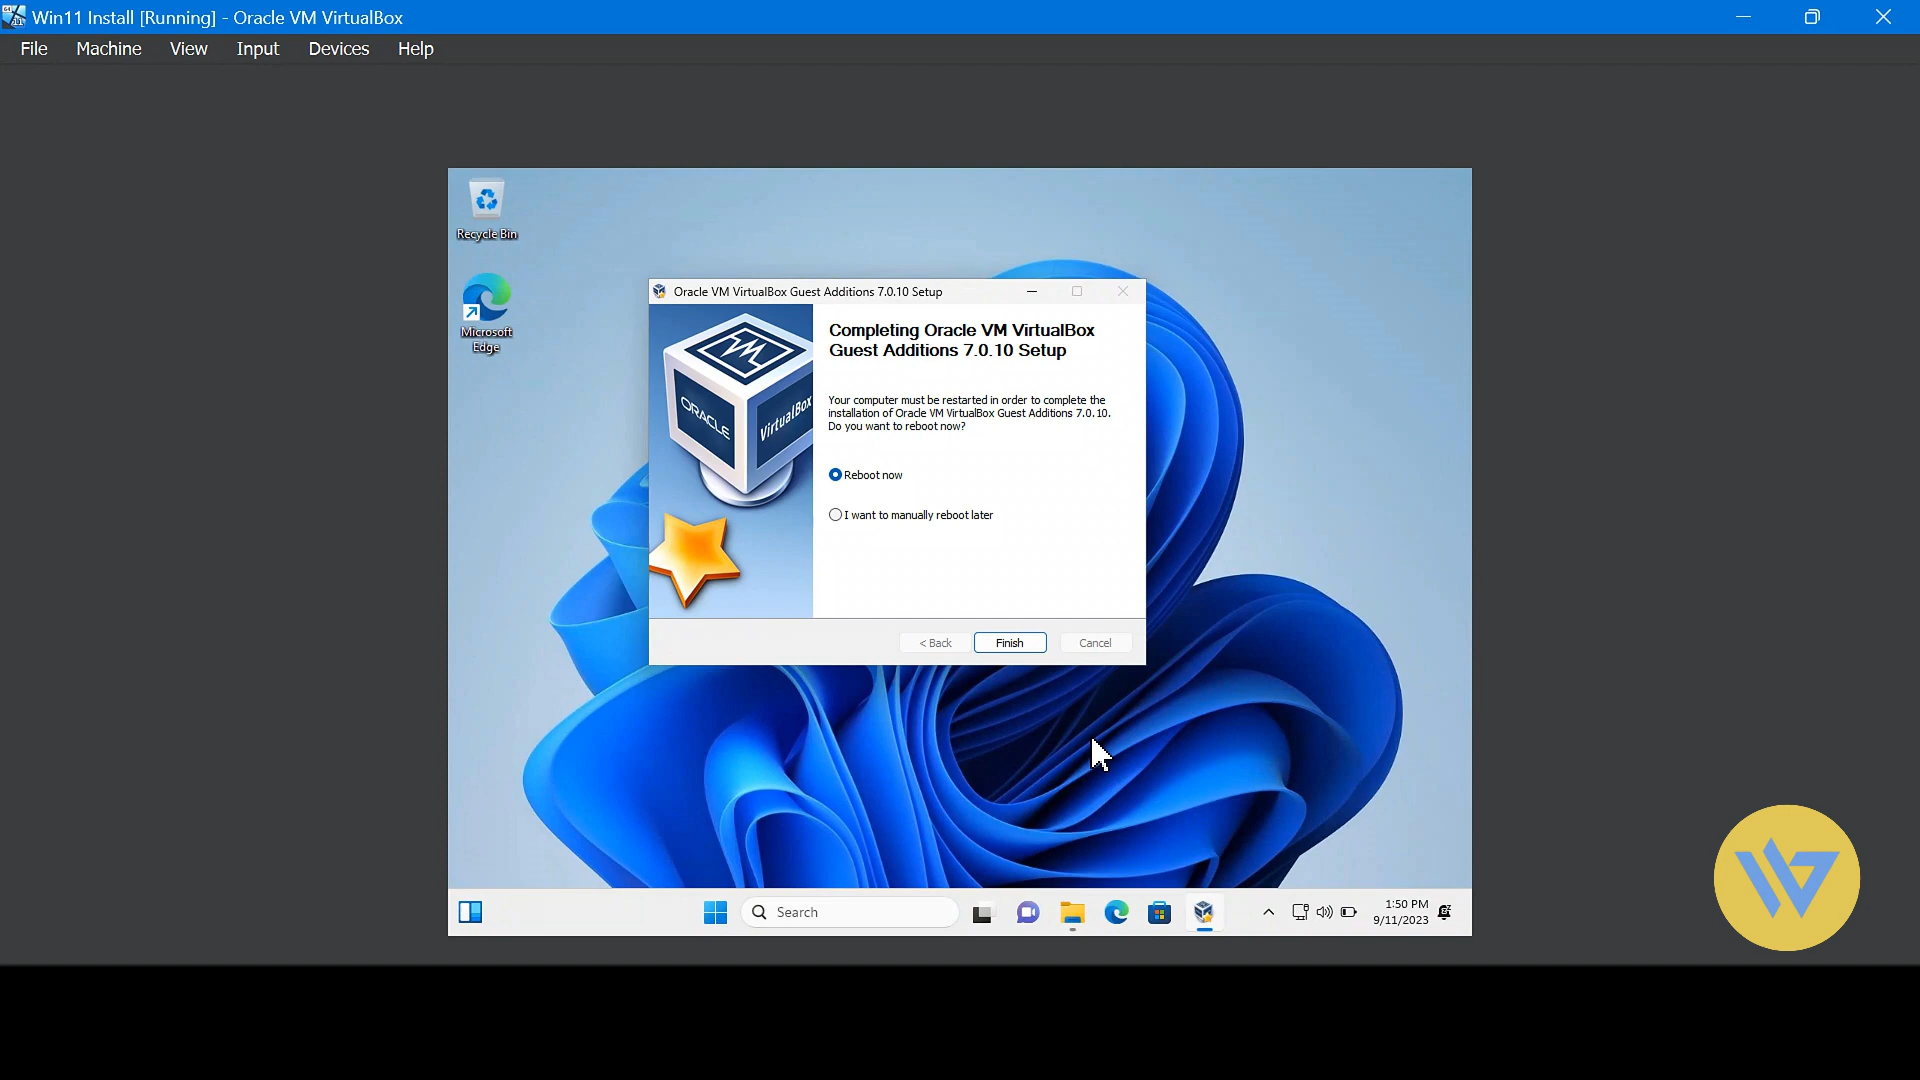 Win11 Install [Running] - Oracle VM VirtualBox
File Machine View Input Devices Help
Recycle Bin
Microsoft
Edge
Oracle VM VirtualBox Guest Additions 7.0.10 Setup
ORACLE
VirtualBox
Completing Oracle VM VirtualBox
Guest Additions 7.0.10 Setup
Your computer must be restarted in order to complete the
installation of Oracle VM VirtualBox Guest Additions 7.0.10.
Do you want to reboot now?
Reboot now
I want to manually reboot later
< Back Finish Cancel
Search
1:50 PM
9/11/2023